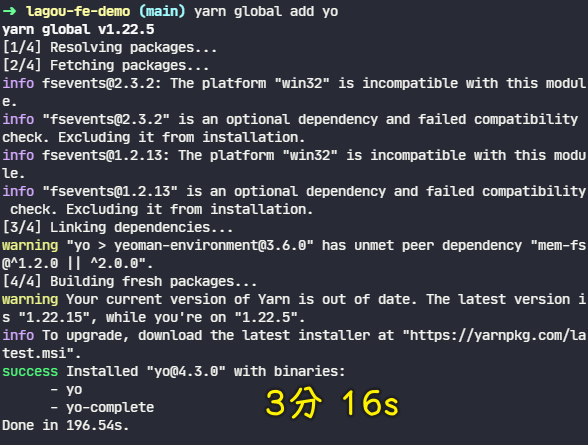 ➜ lagou-fe-demo (main) yarn global add yo
yarn global v1.22.5
[1/4] Resolving packages...
[2/4] Fetching packages...
info fsevents@2.3.2: The platform "win32" is incompatible with this modul
e.
info "fsevents@2.3.2" is an optional dependency and failed compatibility
check. Excluding it from installation.
info fsevents@1.2.13: The platform "win32" is incompatible with this modu
le.
info "fsevents@1.2.13" is an optional dependency and failed compatibility
 check. Excluding it from installation.
[3/4] Linking dependencies...
warning "yo > yeoman-environment@3.6.0" has unmet peer dependency "mem-fs
@^1.2.0 || ^2.0.0".
[4/4] Building fresh packages...
warning Your current version of Yarn is out of date. The latest version i
s "1.22.15", while you're on "1.22.5".
info To upgrade, download the latest installer at "https://yarnpkg.com/la
test.msi".
success Installed "yo@4.3.0" with binaries:
      - yo
      - yo-complete
Done in 196.54s.
3分 16s